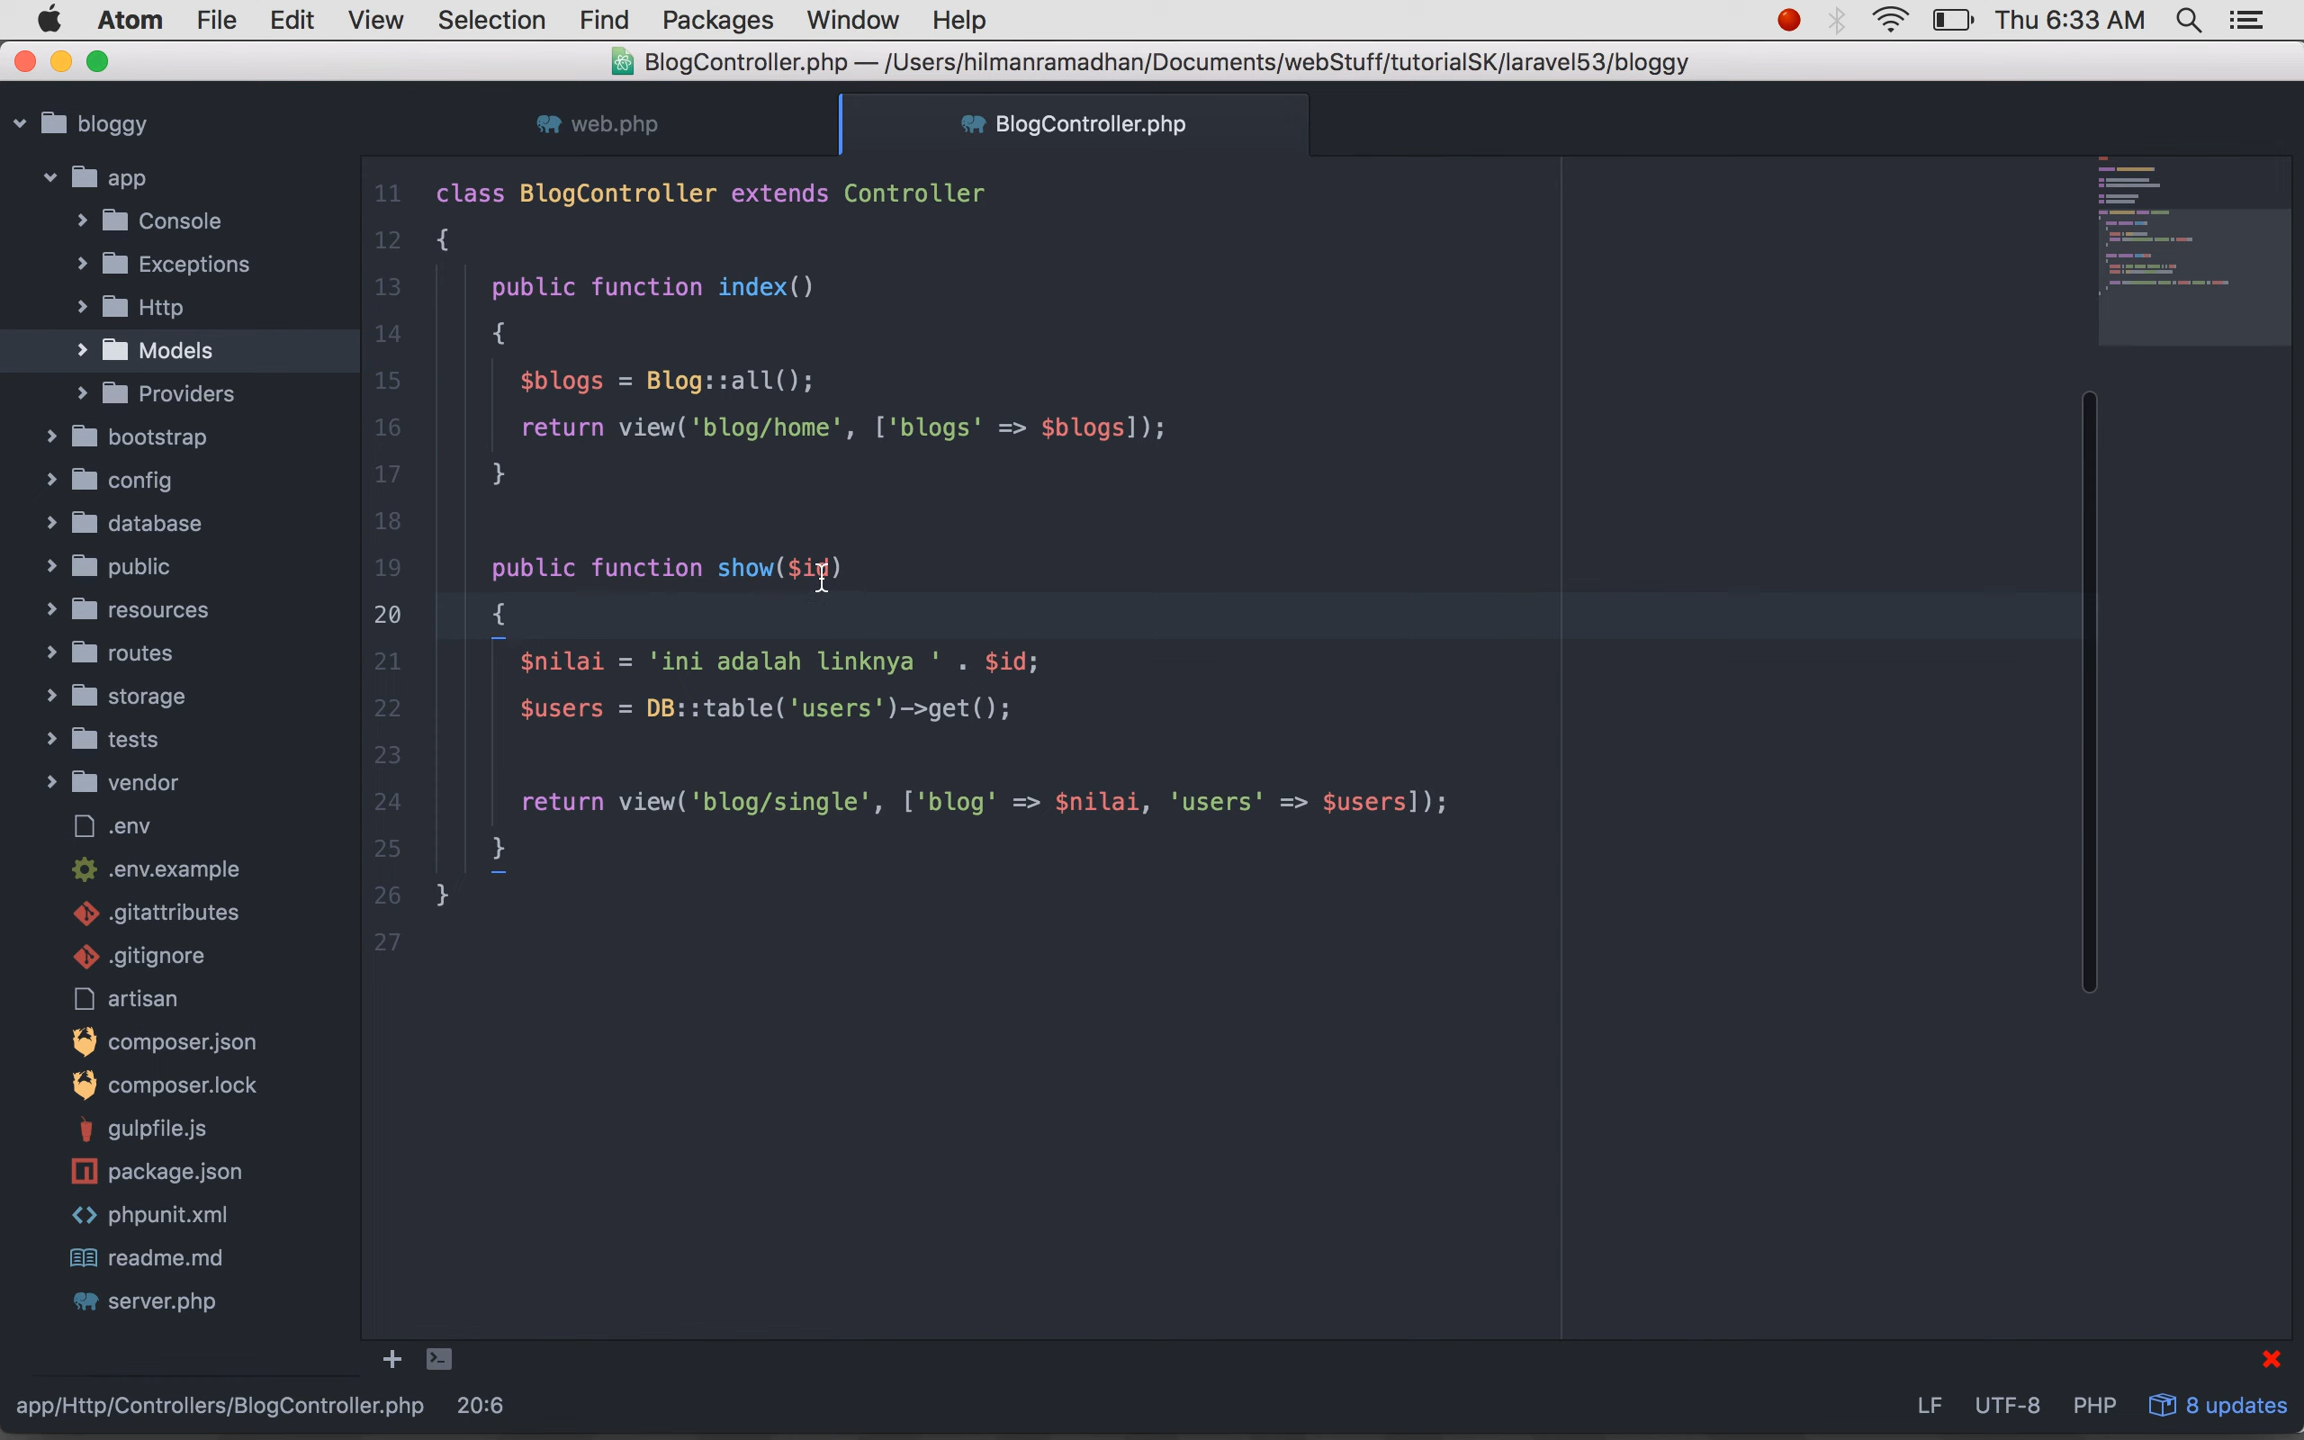 Atom File Edit View Selection Find Packages Window Help Thu 6:33 AM
BlogController.php — /Users/hilmanramadhan/Documents/webStuff/tutorialSK/laravel53/bloggy
bloggy
app
Console
Exceptions
Http
Models
Providers
bootstrap
config
database
public
resources
routes
storage
tests
vendor
.env
.env.example
.gitattributes
.gitignore
artisan
composer.json
composer.lock
gulpfile.js
package.json
phpunit.xml
readme.md
server.php
web.php BlogController.php
11 class BlogController extends Controller
12 {
13 public function index()
14 {
15 $blogs = Blog::all();
16 return view('blog/home', ['blogs' => $blogs]);
17 }
18
19 public function show($id)
20 {
21 $nilai = 'ini adalah linknya ' . $id;
22 $users = DB::table('users')->get();
23
24 return view('blog/single', ['blog' => $nilai, 'users' => $users]);
25 }
26 }
27
app/Http/Controllers/BlogController.php 20:6 LF UTF-8 PHP 8 updates